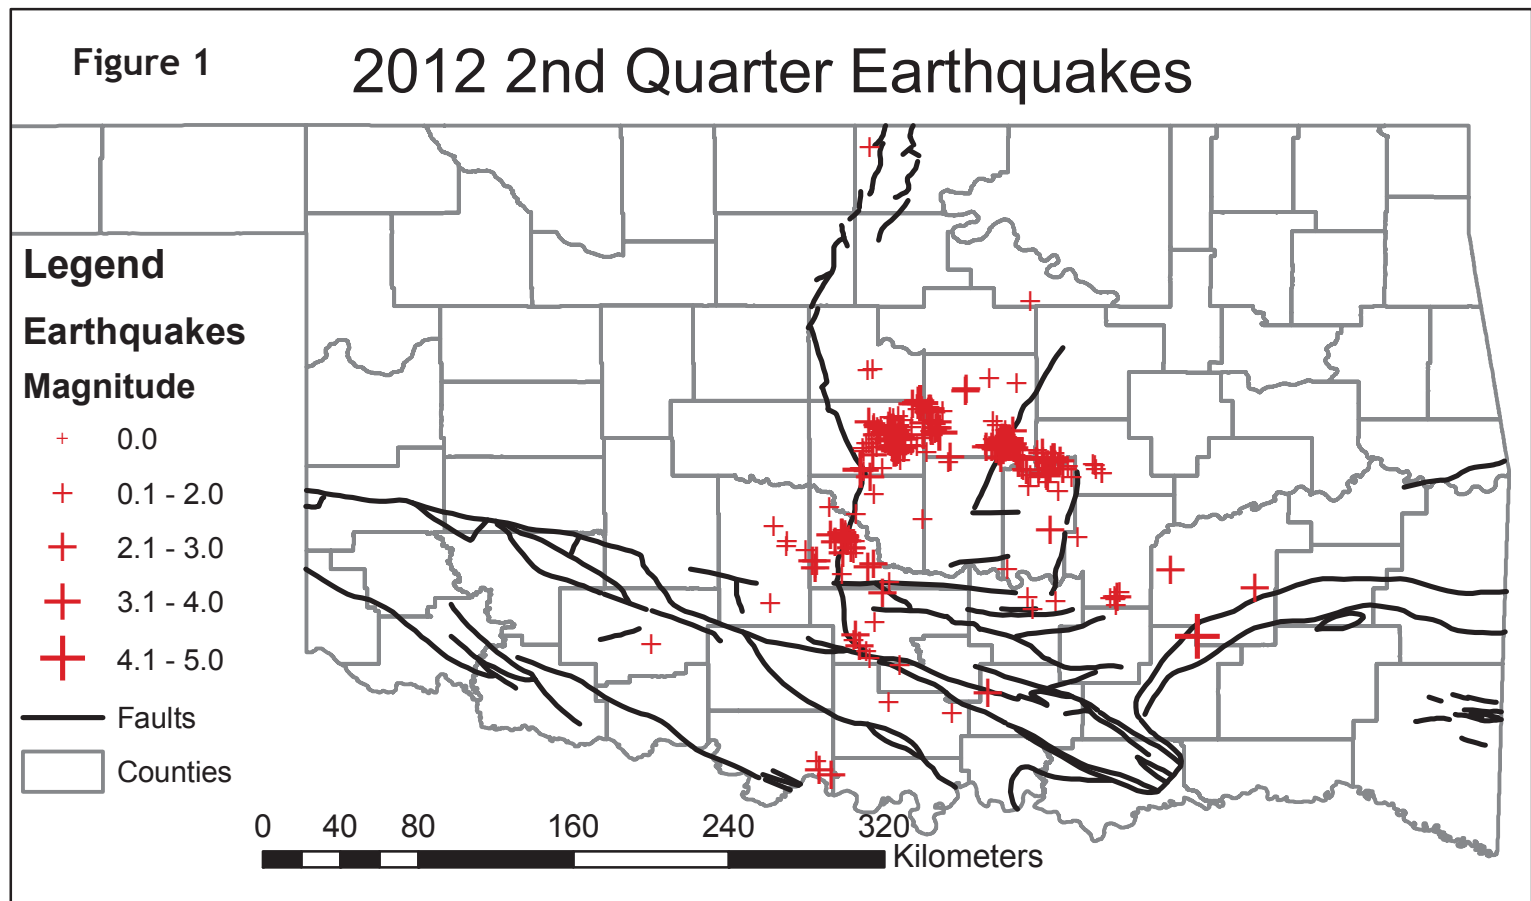 Figure 1
2012 2nd Quarter Earthquakes
Legend
Earthquakes
Magnitude
0.0
0.1 - 2.0
2.1 - 3.0
3.1 - 4.0
4.1 - 5.0
Faults
Counties
0 40 80 160 240 320
Kilometers